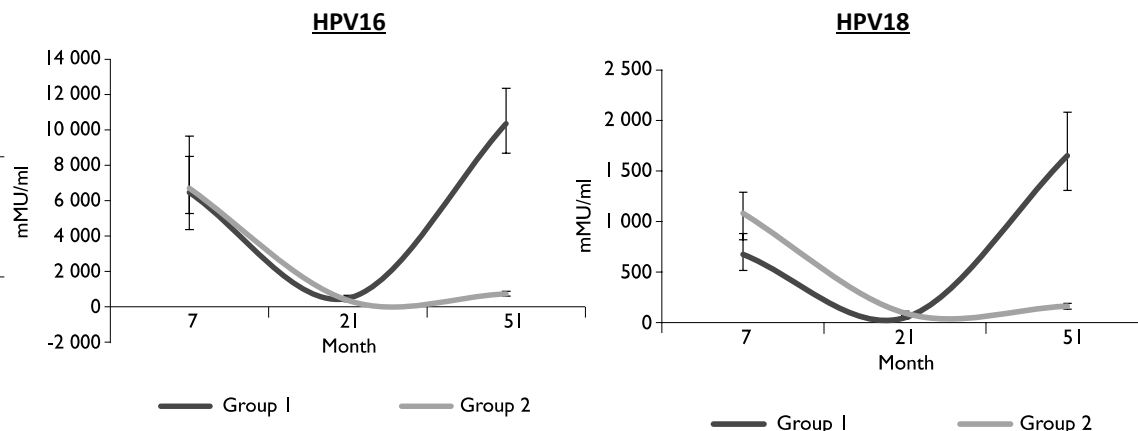 HPV16
14 000
12 000
10 000
8 000
6 000
4 000
2 000
0
-2 000
mMU/ml
7
21
51
Month
Group 1
Group 2
HPV18
2 500
2 000
1 500
1 000
500
0
mMU/ml
7
21
51
Month
Group 1
Group 2